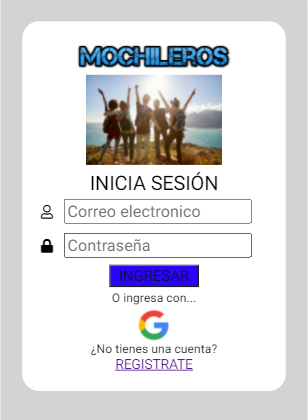 MOCHILEROS
INICIA SESIÓN
Correo electronico
Contraseña
INGRESAR
O ingresa con...
¿No tienes una cuenta?
REGISTRATE